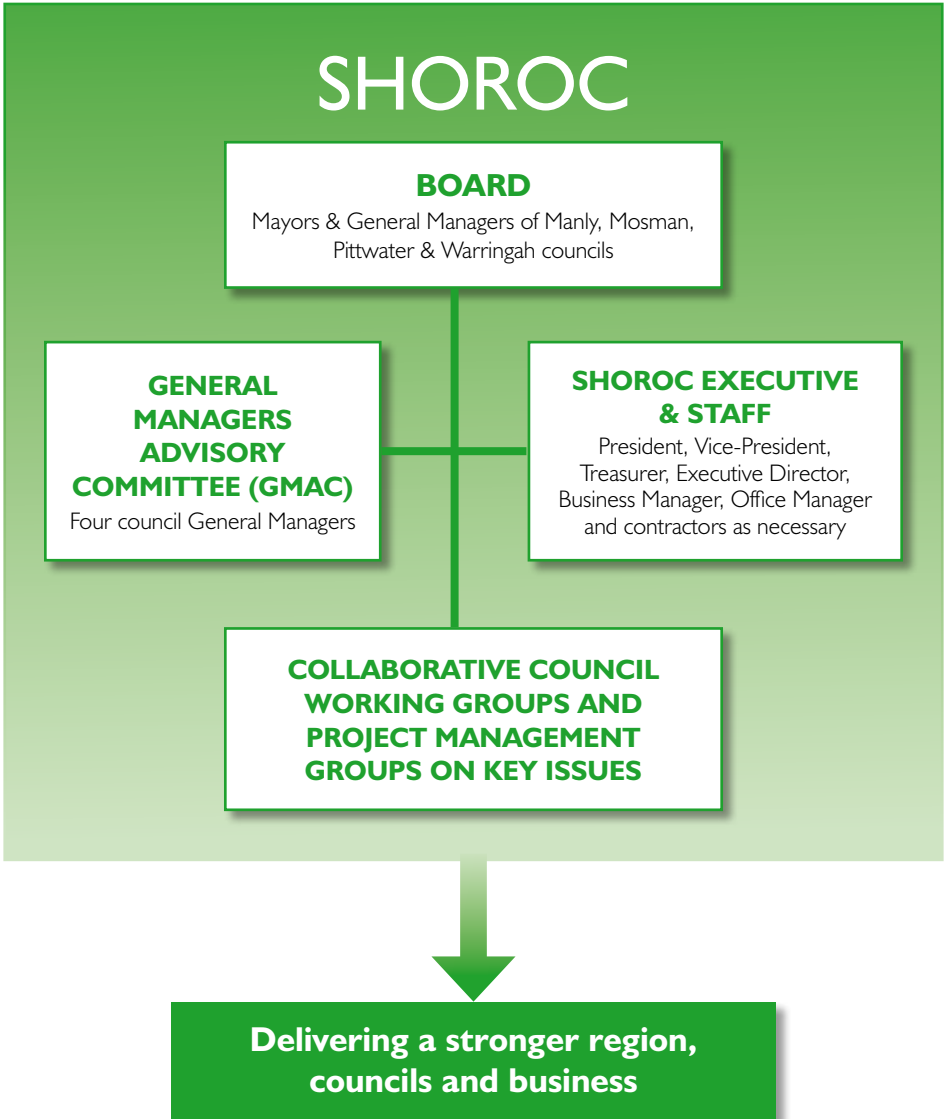 SHOROC
BOARD
Mayors & General Managers of Manly, Mosman,
Pittwater & Warringah councils
GENERAL
MANAGERS
ADVISORY
COMMITTEE (GMAC)
Four council General Managers
SHOROC EXECUTIVE
& STAFF
President, Vice-President,
Treasurer, Executive Director,
Business Manager, Office Manager
and contractors as necessary
COLLABORATIVE COUNCIL
WORKING GROUPS AND
PROJECT MANAGEMENT
GROUPS ON KEY ISSUES
Delivering a stronger region,
councils and business